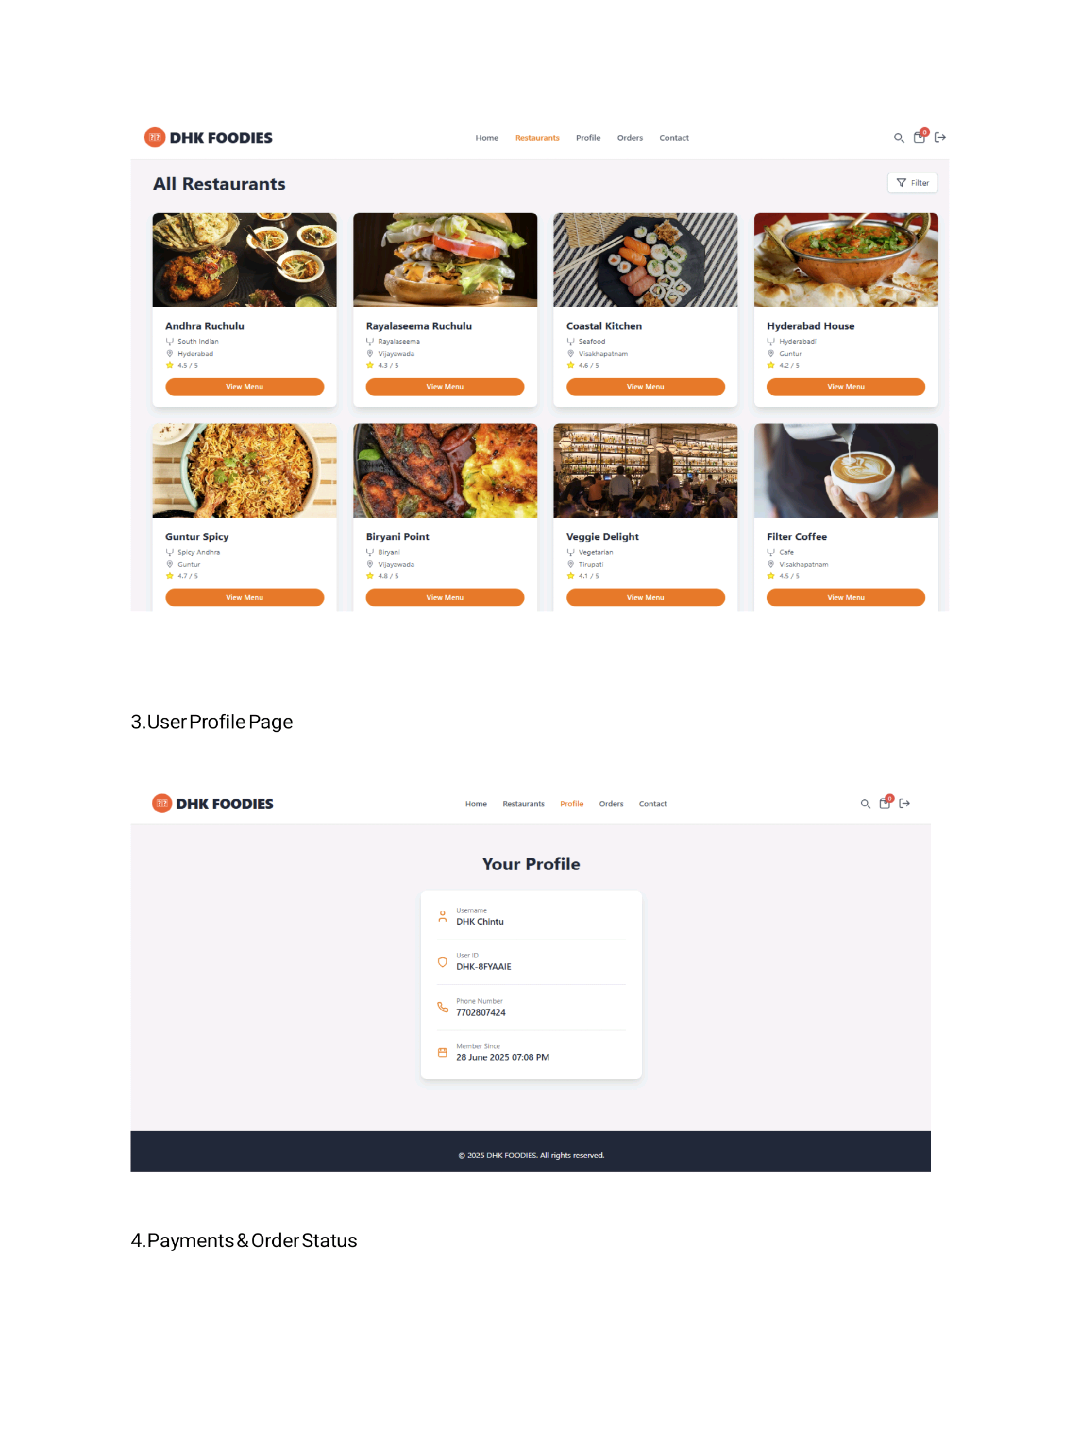 DHK FOODIES
Home Restaurants Profile Orders Contact
0
All Restaurants
Filter
Andhra Ruchulu
South Indian
Hyderabad
4.5 / 5
View Menu
Rayalaseema Ruchulu
Rayalaseema
Vijayawada
4.3 / 5
View Menu
Coastal Kitchen
Seafood
Visakhapatnam
4.6 / 5
View Menu
Hyderabad House
Hyderabadi
Guntur
4.2 / 5
View Menu
Guntur Spicy
Spicy Andhra
Guntur
4.7 / 5
View Menu
Biryani Point
Biryani
Vijayawada
4.8 / 5
View Menu
Veggie Delight
Vegetarian
Tirupati
4.1 / 5
View Menu
Filter Coffee
Cafe
Visakhapatnam
4.5 / 5
View Menu
3.User Profile Page
DHK FOODIES
Home Restaurants Profile Orders Contact
0
Your Profile
Username
DHK Chintu
User ID
DHK-8FYAAIE
Phone Number
7702807424
Member Since
28 June 2025 07:08 PM
© 2025 DHK FOODIES. All rights reserved.
4.Payments & Order Status